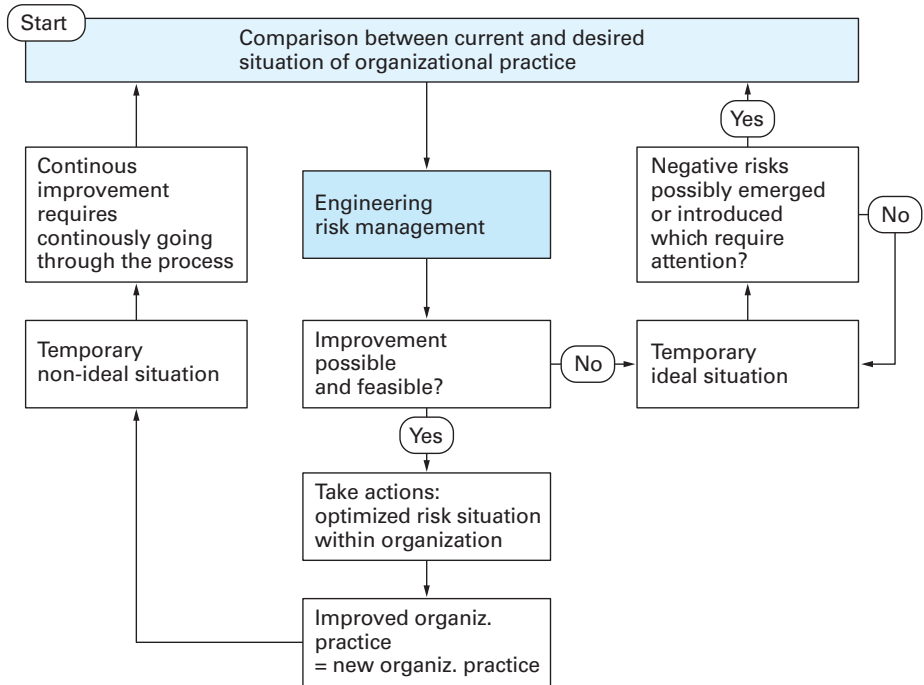 Start
Comparison between current and desired
situation of organizational practice
Continous
improvement
requires
continously going
through the process
Engineering
risk management
Yes
Negative risks
possibly emerged
or introduced
which require
attention?
No
Temporary
non-ideal situation
Improvement
possible
and feasible?
No
Temporary
ideal situation
Yes
Take actions:
optimized risk situation
within organization
Improved organiz.
practice
= new organiz. practice